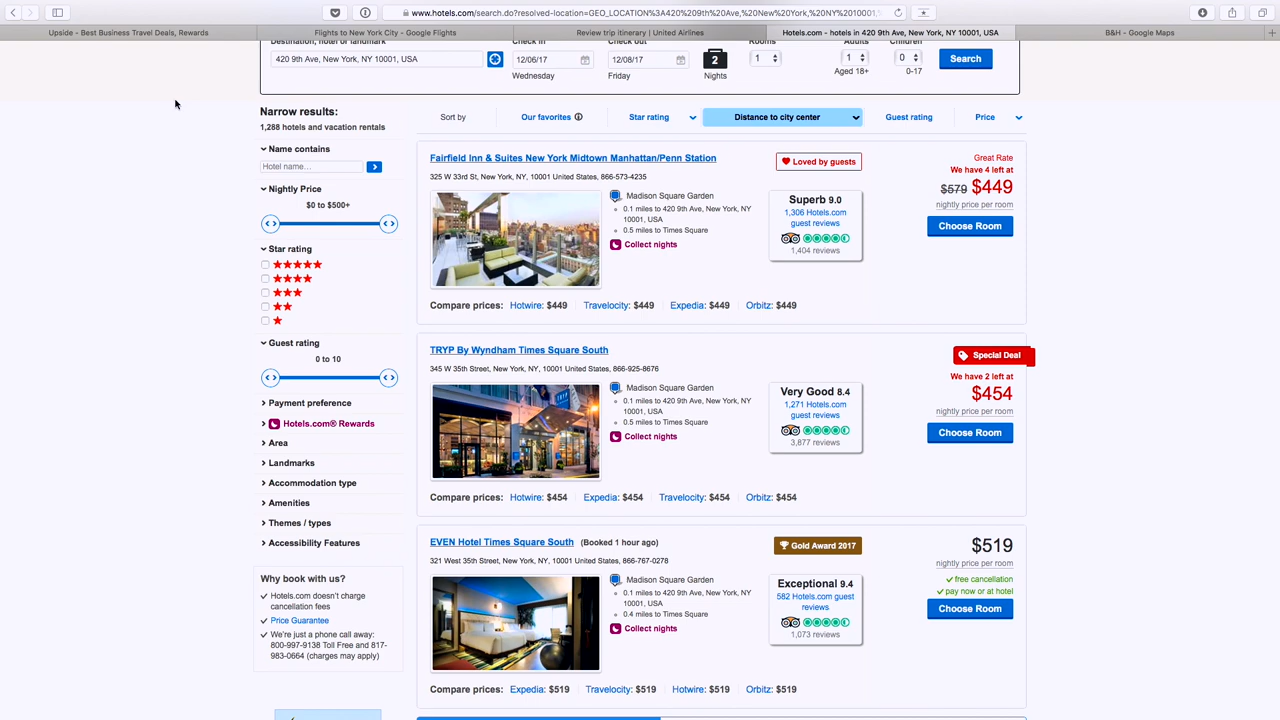 www.hotels.com/search.do?resolved-location=GEO_LOCATION%3A420%209th%20Ave,%20New%20York,%20NY%2010001,
Upside - Best Business Travel Deals, Rewards
Flights to New York City - Google Flights
Review trip itinerary | United Airlines
Hotels.com - hotels in 420 9th Ave, New York, NY 10001, USA
B&H - Google Maps
Destination, hotel or landmark
Check in
Check out
Rooms
Adults
Children
420 9th Ave, New York, NY 10001, USA
12/06/17
12/08/17
2
1
1
0
Search
Wednesday
Friday
Nights
Aged 18+
0-17
Narrow results:
1,288 hotels and vacation rentals
Name contains
Hotel name...
Nightly Price
$0 to $500+
Star rating
Guest rating
0 to 10
Payment preference
Hotels.com® Rewards
Area
Landmarks
Accommodation type
Amenities
Themes / types
Accessibility Features
Why book with us?
Hotels.com doesn't charge
cancellation fees
Price Guarantee
We're just a phone call away:
800-997-9138 Toll Free and 817-
983-0664 (charges may apply)
Sort by
Our favorites
Star rating
Distance to city center
Guest rating
Price
Fairfield Inn & Suites New York Midtown Manhattan/Penn Station
325 W 33rd St, New York, NY, 10001 United States, 866-573-4235
Madison Square Garden
0.1 miles to 420 9th Ave, New York, NY
10001, USA
0.5 miles to Times Square
Collect nights
Loved by guests
Superb 9.0
1,306 Hotels.com
guest reviews
1,404 reviews
Great Rate
We have 4 left at
$579 $449
nightly price per room
Choose Room
Compare prices: Hotwire: $449 Travelocity: $449 Expedia: $449 Orbitz: $449
TRYP By Wyndham Times Square South
345 W 35th Street, New York, NY, 10001 United States, 866-925-8676
Madison Square Garden
0.1 miles to 420 9th Ave, New York, NY
10001, USA
0.5 miles to Times Square
Collect nights
Very Good 8.4
1,271 Hotels.com
guest reviews
3,877 reviews
Special Deal
We have 2 left at
$454
nightly price per room
Choose Room
Compare prices: Hotwire: $454 Expedia: $454 Travelocity: $454 Orbitz: $454
EVEN Hotel Times Square South (Booked 1 hour ago)
321 West 35th Street, New York, NY, 10001 United States, 866-767-0278
Madison Square Garden
0.1 miles to 420 9th Ave, New York, NY
10001, USA
0.4 miles to Times Square
Collect nights
Gold Award 2017
Exceptional 9.4
582 Hotels.com guest
reviews
1,073 reviews
$519
nightly price per room
free cancellation
pay now or at hotel
Choose Room
Compare prices: Expedia: $519 Travelocity: $519 Hotwire: $519 Orbitz: $519